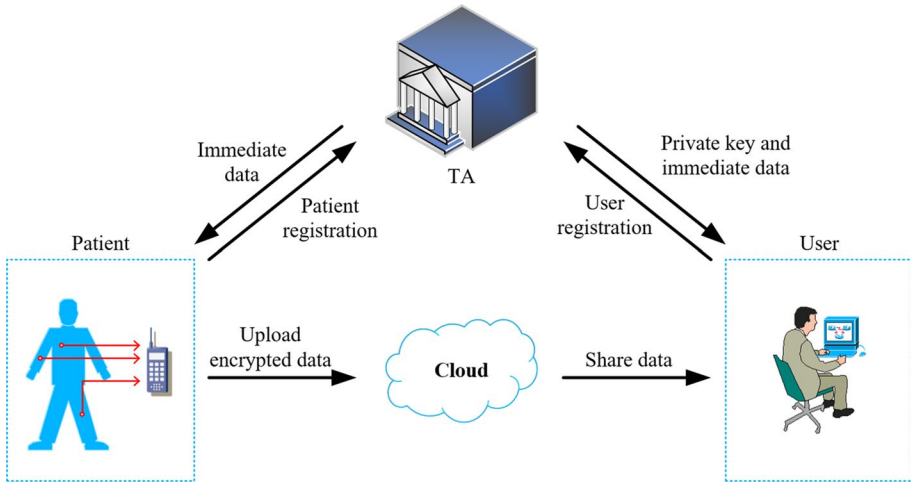 TA
Immediate
data
Patient
registration
Private key and
immediate data
User
registration
Patient
User
Upload
encrypted data
Cloud
Share data